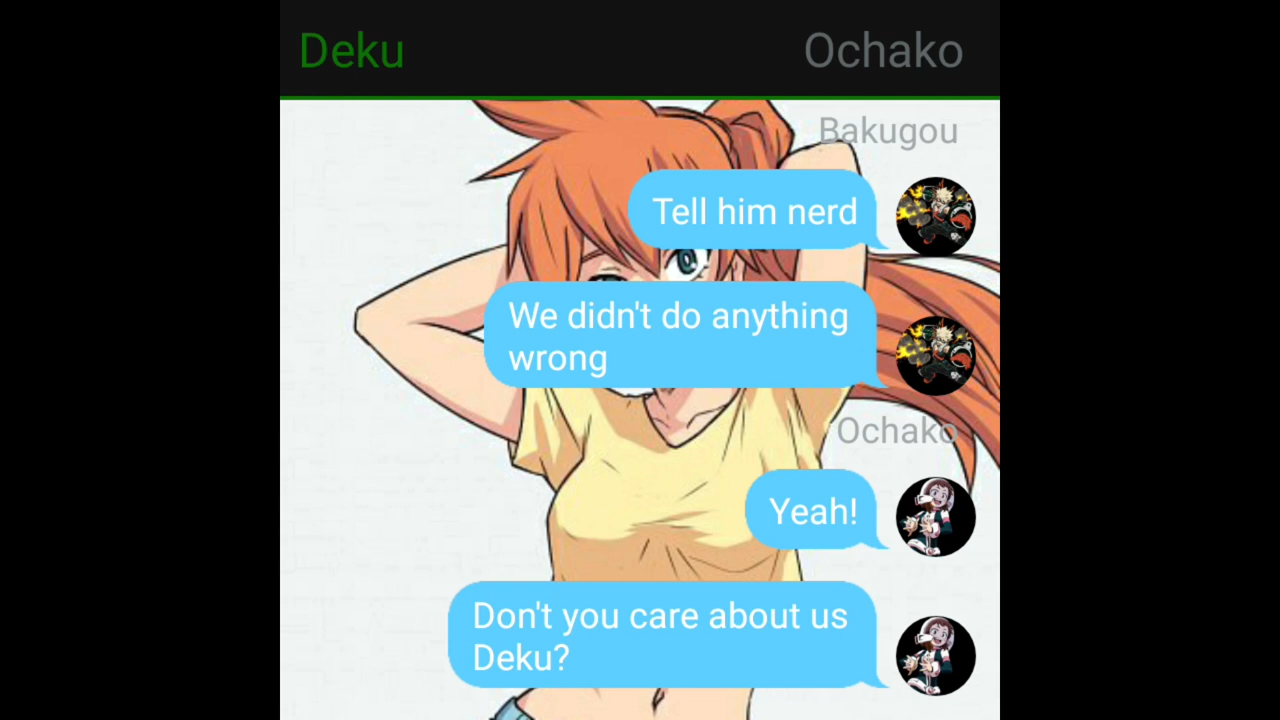 Deku
Ochako
Bakugou
Tell him nerd
We didn't do anything
wrong
Ochako
Yeah!
Don't you care about us
Deku?